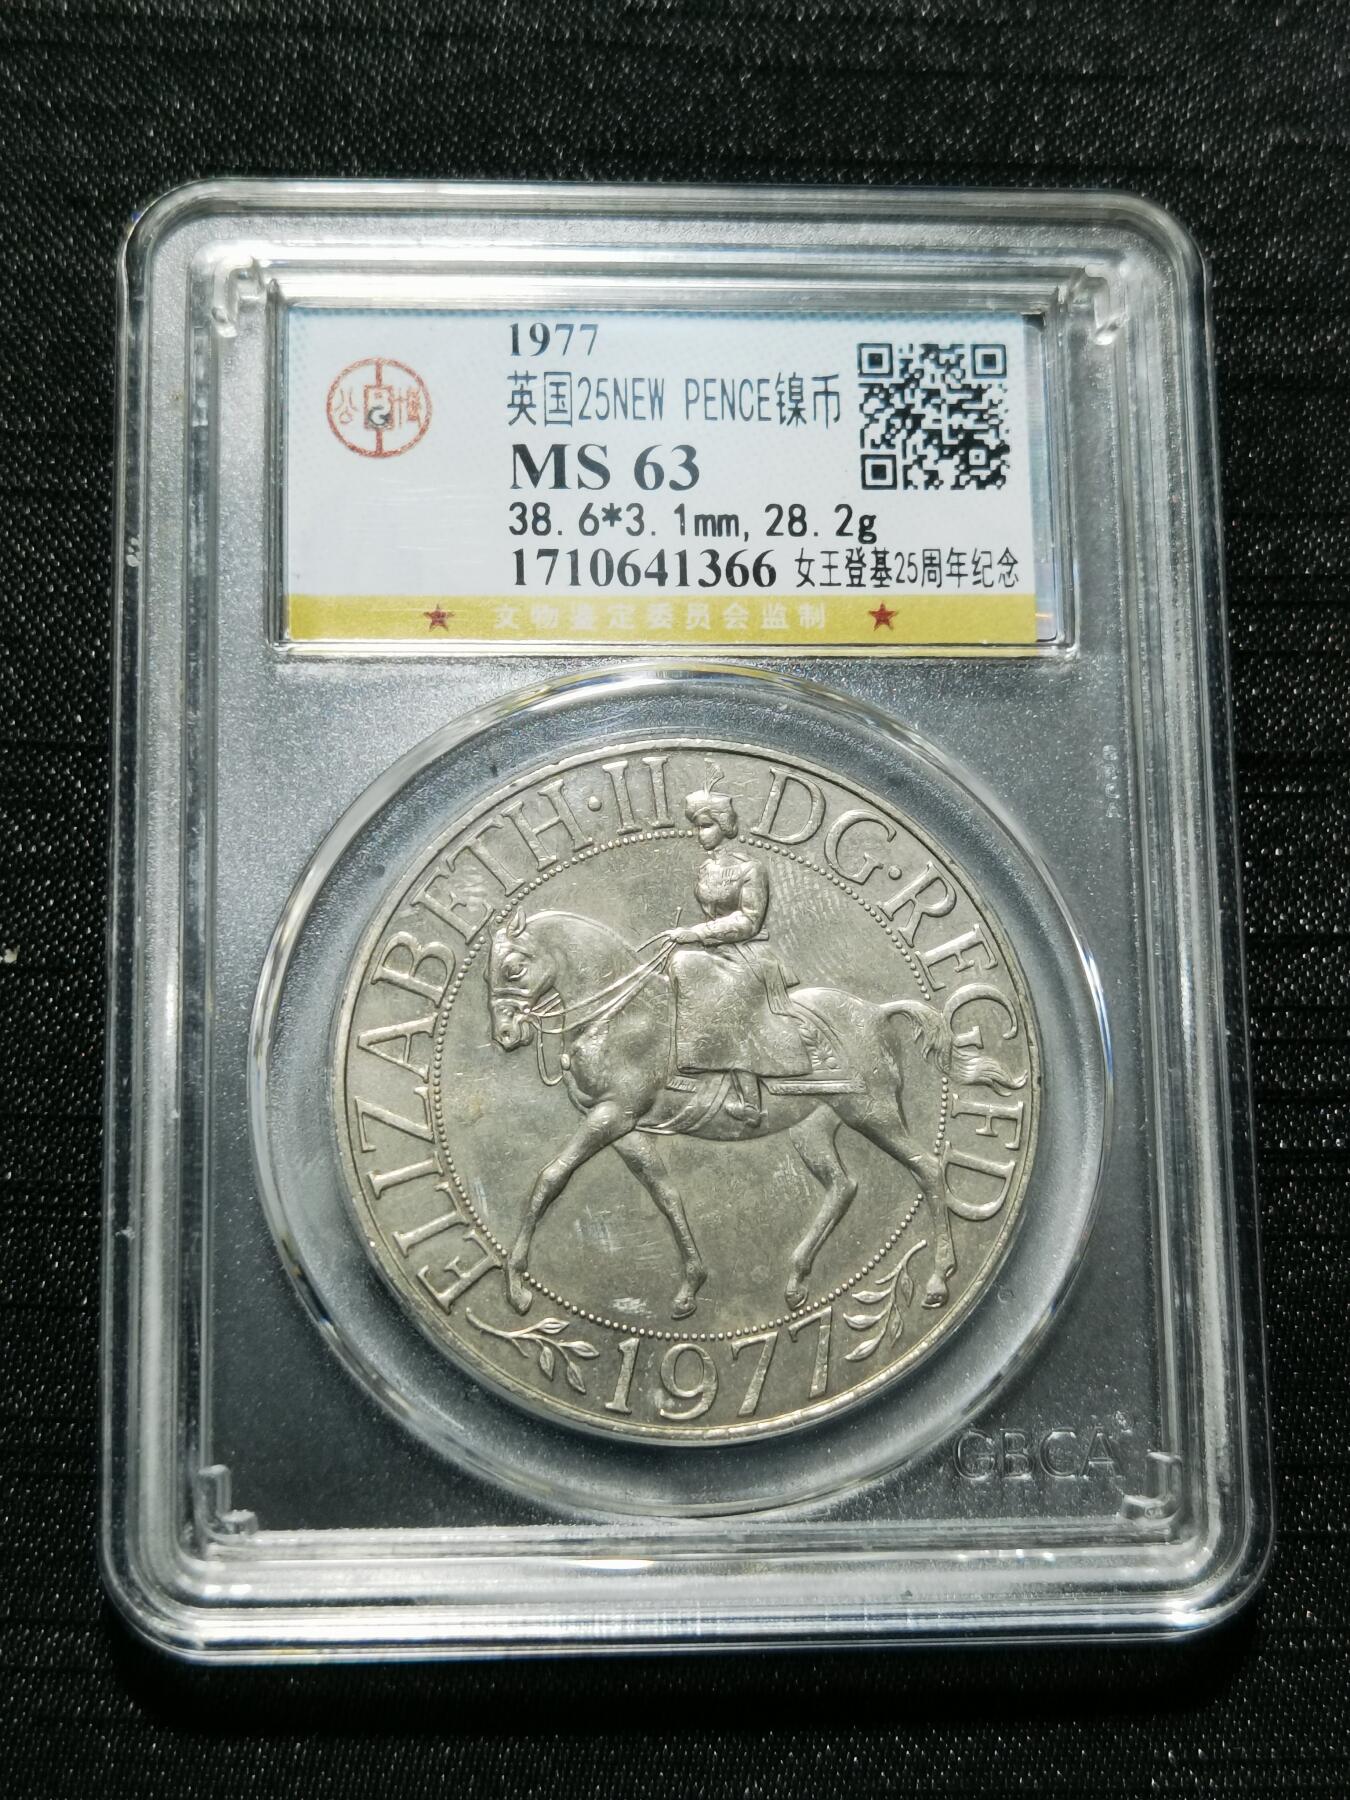 1977
英国25NEW PENCE镍币
MS 63
38.6*3.1mm,28.2g
1710641366 女王登基25周年纪念
★ 文物鉴定委员会监制 ★
公 G 博
ELIZABETH·II DG·REG FD
1977
GBCA